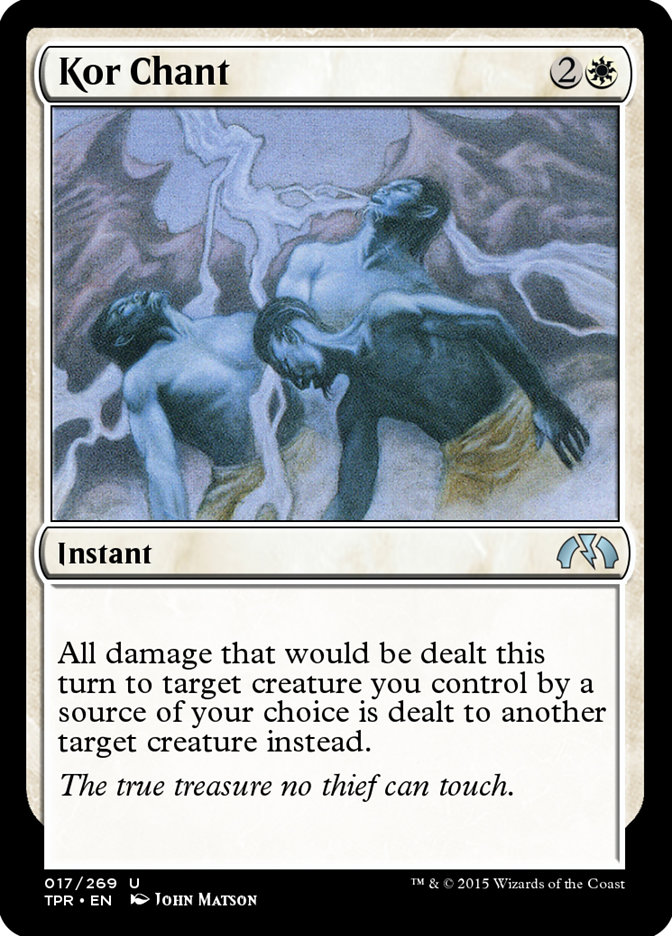 Kor Chant 2
Instant
All damage that would be dealt this
turn to target creature you control by a
source of your choice is dealt to another
target creature instead.
The true treasure no thief can touch.
017/269 U
™ & © 2015 Wizards of the Coast
TPR • EN John Matson